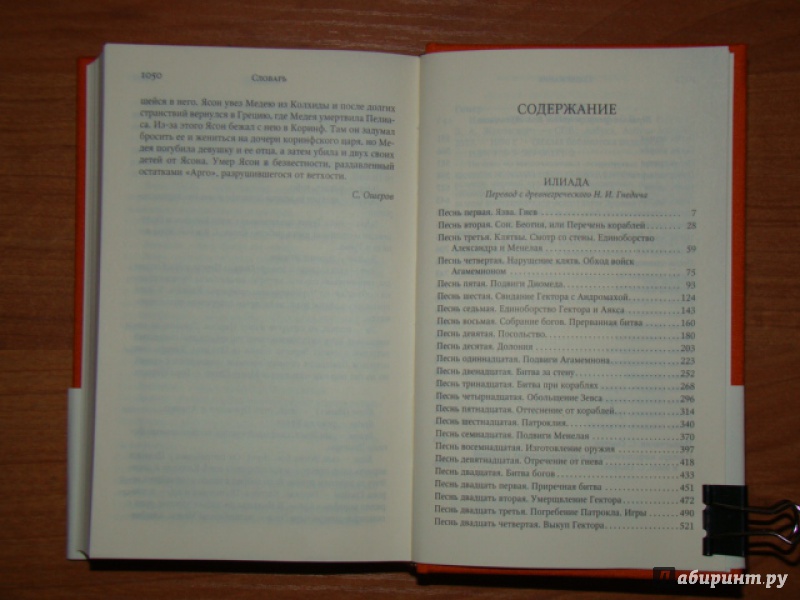 1050
Словарь
шейся в него. Ясон увез Медею из Колхиды и после долгих
странствий вернулся в Грецию, где Медея умертвила Пелиа-
са. Из-за этого Ясон бежал с нею в Коринф. Там он задумал
бросить ее и жениться на дочери коринфского царя, но Ме-
дея погубила девушку и ее отца, а затем убила и двух своих
детей от Ясона. Умер Ясон в безвестности, раздавленный
остатками «Арго», разрушившегося от ветхости.
С. Ошеров
СОДЕРЖАНИЕ
ИЛИАДА
Перевод с древнегреческого Н. И. Гнедича
Песнь первая. Язва. Гнев 7
Песнь вторая. Сон. Беотия, или Перечень кораблей 28
Песнь третья. Клятвы. Смотр со стены. Единоборство
Александра и Менелая 59
Песнь четвертая. Нарушение клятв. Обход войск
Агамемноном 75
Песнь пятая. Подвиги Диомеда 93
Песнь шестая. Свидание Гектора с Андромахой 124
Песнь седьмая. Единоборство Гектора и Аякса 143
Песнь восьмая. Собрание богов. Прерванная битва 160
Песнь девятая. Посольство 180
Песнь десятая. Долония 203
Песнь одиннадцатая. Подвиги Агамемнона 223
Песнь двенадцатая. Битва за стену 252
Песнь тринадцатая. Битва при кораблях 268
Песнь четырнадцатая. Обольщение Зевса 296
Песнь пятнадцатая. Оттеснение от кораблей 314
Песнь шестнадцатая. Патроклия 340
Песнь семнадцатая. Подвиги Менелая 370
Песнь восемнадцатая. Изготовление оружия 397
Песнь девятнадцатая. Отречение от гнева 418
Песнь двадцатая. Битва богов 433
Песнь двадцать первая. Приречная битва 451
Песнь двадцать вторая. Умерщвление Гектора 472
Песнь двадцать третья. Погребение Патрокла. Игры 490
Песнь двадцать четвертая. Выкуп Гектора 521
Лабиринт.ру